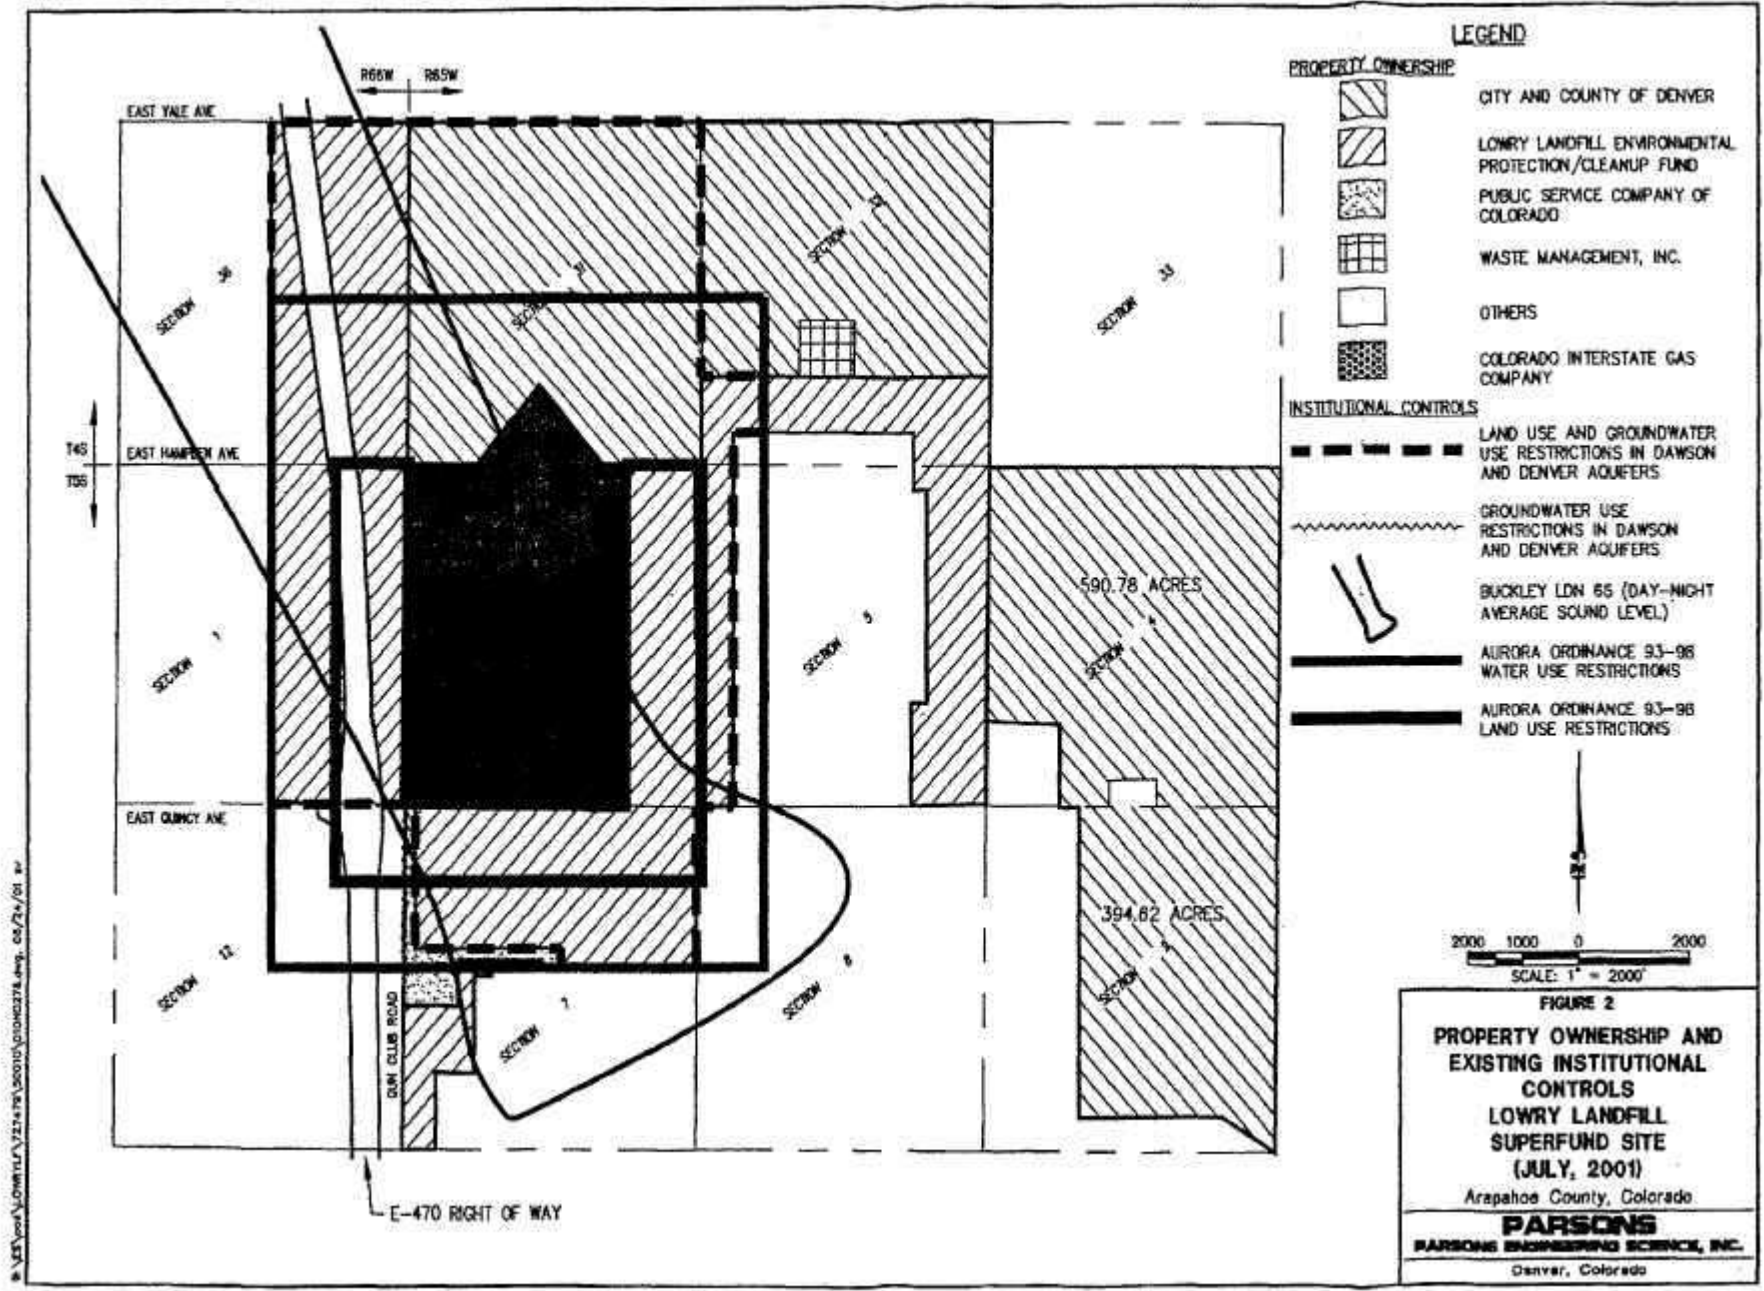 R66W R65W
EAST YALE AVE
SECTION 36
SECTION 31
SECTION 32
SECTION 33
T4S
T5S
EAST HAMPDEN AVE
SECTION 1
SECTION 5
590.78 ACRES
SECTION 4
EAST QUINCY AVE
SECTION 12
GUN CLUB ROAD
SECTION 7
SECTION 8
394.62 ACRES
SECTION 9
E-470 RIGHT OF WAY
LEGEND
PROPERTY OWNERSHIP
CITY AND COUNTY OF DENVER
LOWRY LANDFILL ENVIRONMENTAL
PROTECTION/CLEANUP FUND
PUBLIC SERVICE COMPANY OF
COLORADO
WASTE MANAGEMENT, INC.
OTHERS
COLORADO INTERSTATE GAS
COMPANY
INSTITUTIONAL CONTROLS
LAND USE AND GROUNDWATER
USE RESTRICTIONS IN DAWSON
AND DENVER AQUIFERS
GROUNDWATER USE
RESTRICTIONS IN DAWSON
AND DENVER AQUIFERS
BUCKLEY LDN 65 (DAY-NIGHT
AVERAGE SOUND LEVEL)
AURORA ORDINANCE 93-98
WATER USE RESTRICTIONS
AURORA ORDINANCE 93-98
LAND USE RESTRICTIONS
2000 1000 0 2000
SCALE: 1" = 2000'
FIGURE 2
PROPERTY OWNERSHIP AND
EXISTING INSTITUTIONAL
CONTROLS
LOWRY LANDFILL
SUPERFUND SITE
(JULY, 2001)
Arapahoe County, Colorado
PARSONS
PARSONS ENGINEERING SCIENCE, INC.
Denver, Colorado